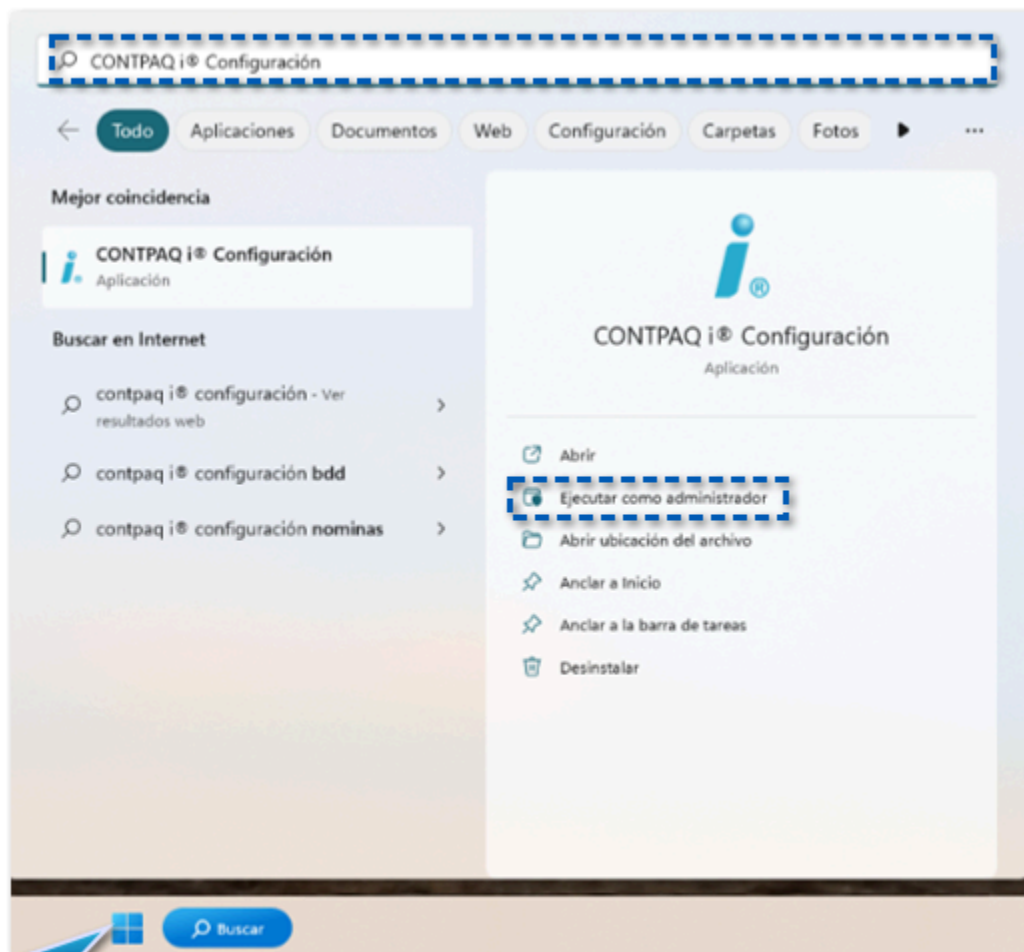 CONTPAQ i® Configuración
Todo Aplicaciones Documentos Web Configuración Carpetas Fotos ...
Mejor coincidencia
CONTPAQ i® Configuración
Aplicación
Buscar en Internet
contpaq i® configuración - Ver
resultados web
contpaq i® configuración bdd
contpaq i® configuración nominas
i®
CONTPAQ i® Configuración
Aplicación
Abrir
Ejecutar como administrador
Abrir ubicación del archivo
Anclar a Inicio
Anclar a la barra de tareas
Desinstalar
Buscar